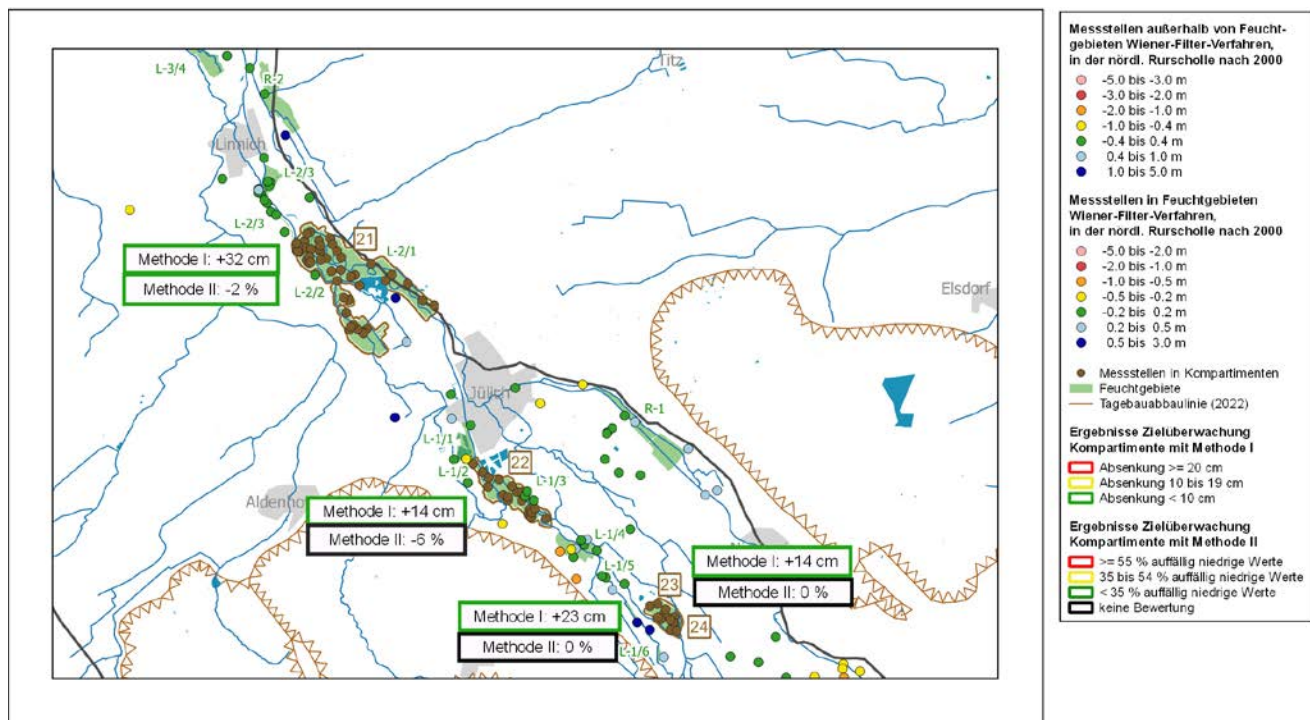 L-3/4
R-2
Titz
Linnich
L-2/3
L-2/3
21
L-2/1
Methode I: +32 cm
Methode II: -2 %
L-2/2
Elsdorf
Jülich
R-1
L-1/1
L-1/2
22
L-1/3
Methode I: +14 cm
Methode II: -6 %
L-1/4
L-1/5
Methode I: +14 cm
Methode II: 0 %
23
24
Methode I: +23 cm
Methode II: 0 %
L-1/6
Messstellen außerhalb von Feucht-
gebieten Wiener-Filter-Verfahren,
in der nördl. Rurscholle nach 2000
-5.0 bis -3.0 m
-3.0 bis -2.0 m
-2.0 bis -1.0 m
-1.0 bis -0.4 m
-0.4 bis 0.4 m
0.4 bis 1.0 m
1.0 bis 5.0 m
Messstellen in Feuchtgebieten
Wiener-Filter-Verfahren,
in der nördl. Rurscholle nach 2000
-5.0 bis -2.0 m
-2.0 bis -1.0 m
-1.0 bis -0.5 m
-0.5 bis -0.2 m
-0.2 bis 0.2 m
0.2 bis 0.5 m
0.5 bis 3.0 m
Messstellen in Kompartimenten
Feuchtgebiete
Tagebauabbaulinie (2022)
Ergebnisse Zielüberwachung
Kompartimente mit Methode I
Absenkung >= 20 cm
Absenkung 10 bis 19 cm
Absenkung < 10 cm
Ergebnisse Zielüberwachung
Kompartimente mit Methode II
>= 55 % auffällig niedrige Werte
35 bis 54 % auffällig niedrige Werte
< 35 % auffällig niedrige Werte
keine Bewertung